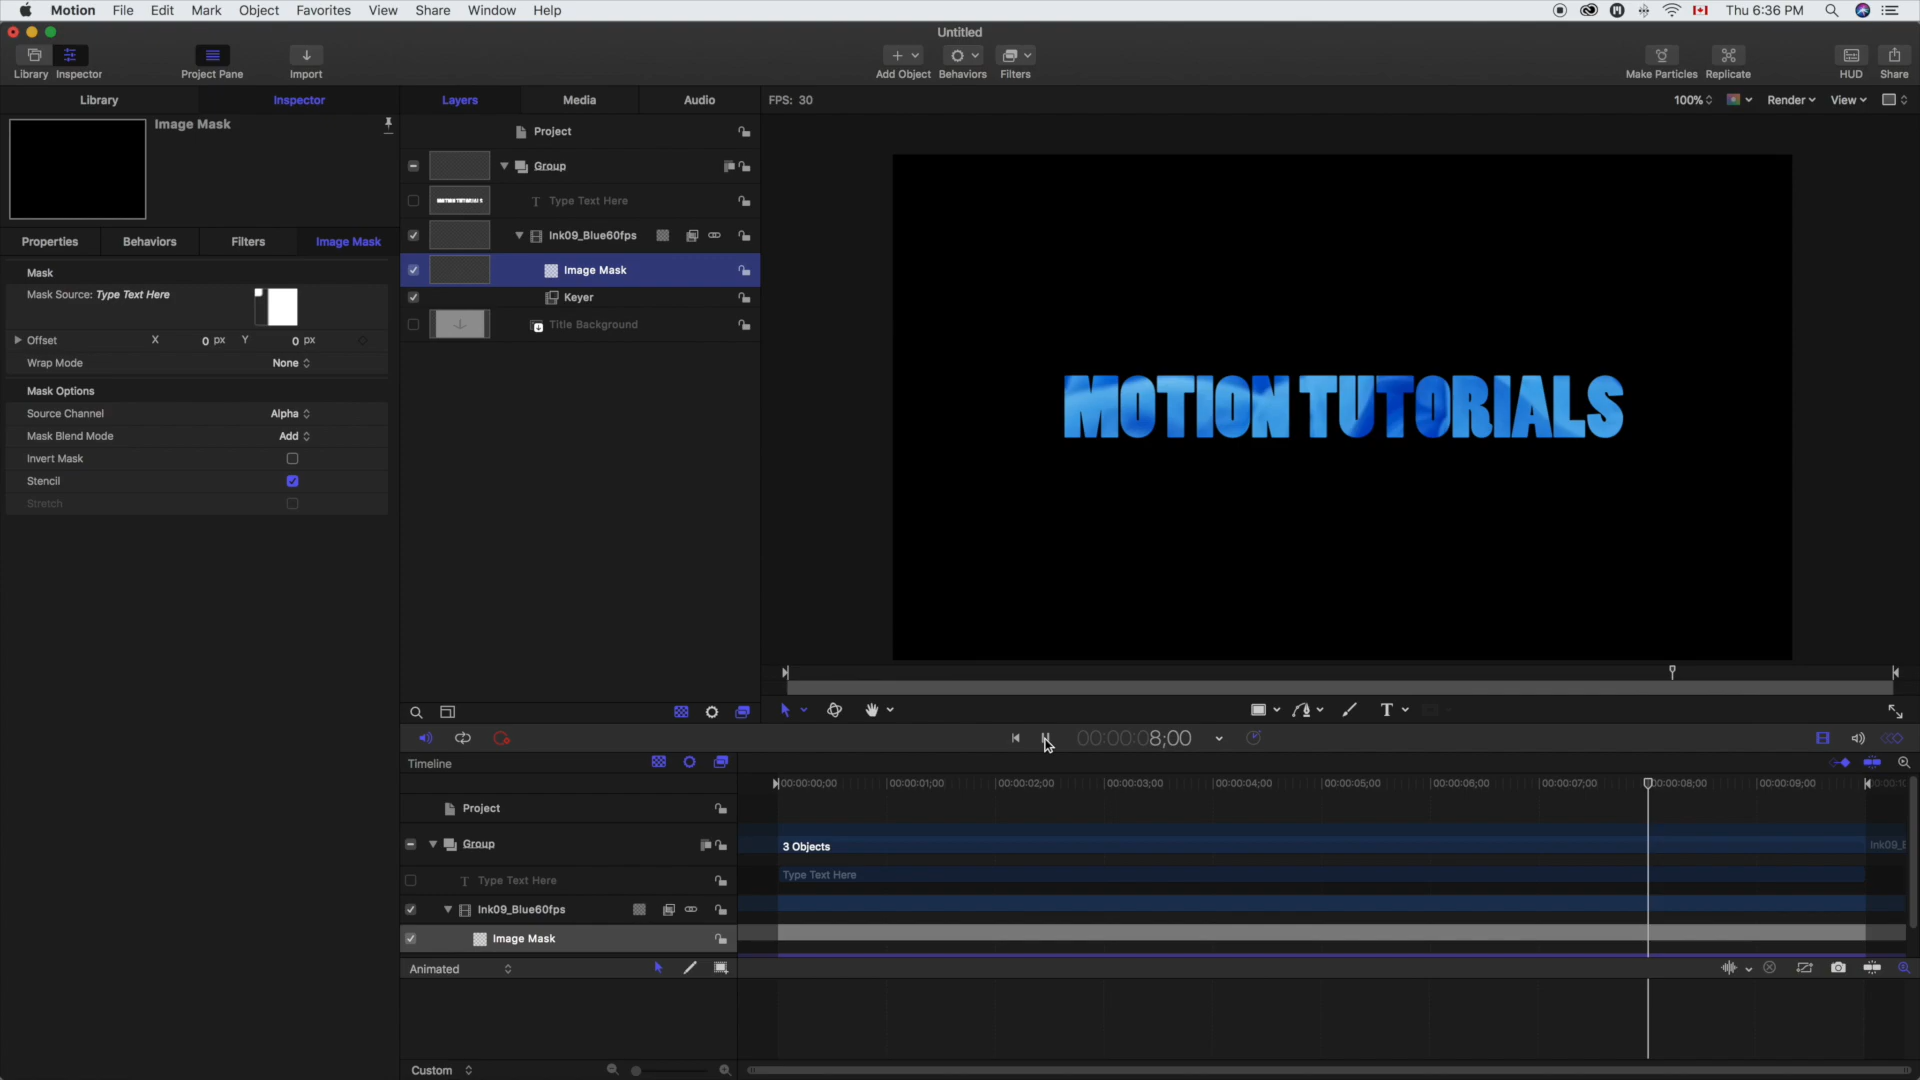 Motion File Edit Mark Object Favorites View Share Window Help Thu 6:36 PM
Untitled
Library Inspector Project Pane Import Add Object Behaviors Filters Make Particles Replicate HUD Share
Library Inspector Layers Media Audio FPS: 30 100% Render View
Image Mask
Project
Group
MOTION TUTORIALS
Type Text Here
Ink09_Blue60fps
Image Mask
Keyer
Title Background
Properties Behaviors Filters Image Mask
Mask
Mask Source: Type Text Here
Offset X 0 px Y 0 px
Wrap Mode None
Mask Options
Source Channel Alpha
Mask Blend Mode Add
Invert Mask
Stencil
Stretch
MOTION TUTORIALS
00:00:08;00
Timeline
00:00:00;00 00:00:01;00 00:00:02;00 00:00:03;00 00:00:04;00 00:00:05;00 00:00:06;00 00:00:07;00 00:00:08;00 00:00:09;00
Project
Group 3 Objects
Type Text Here Type Text Here
Ink09_Blue60fps
Image Mask
Animated
Custom